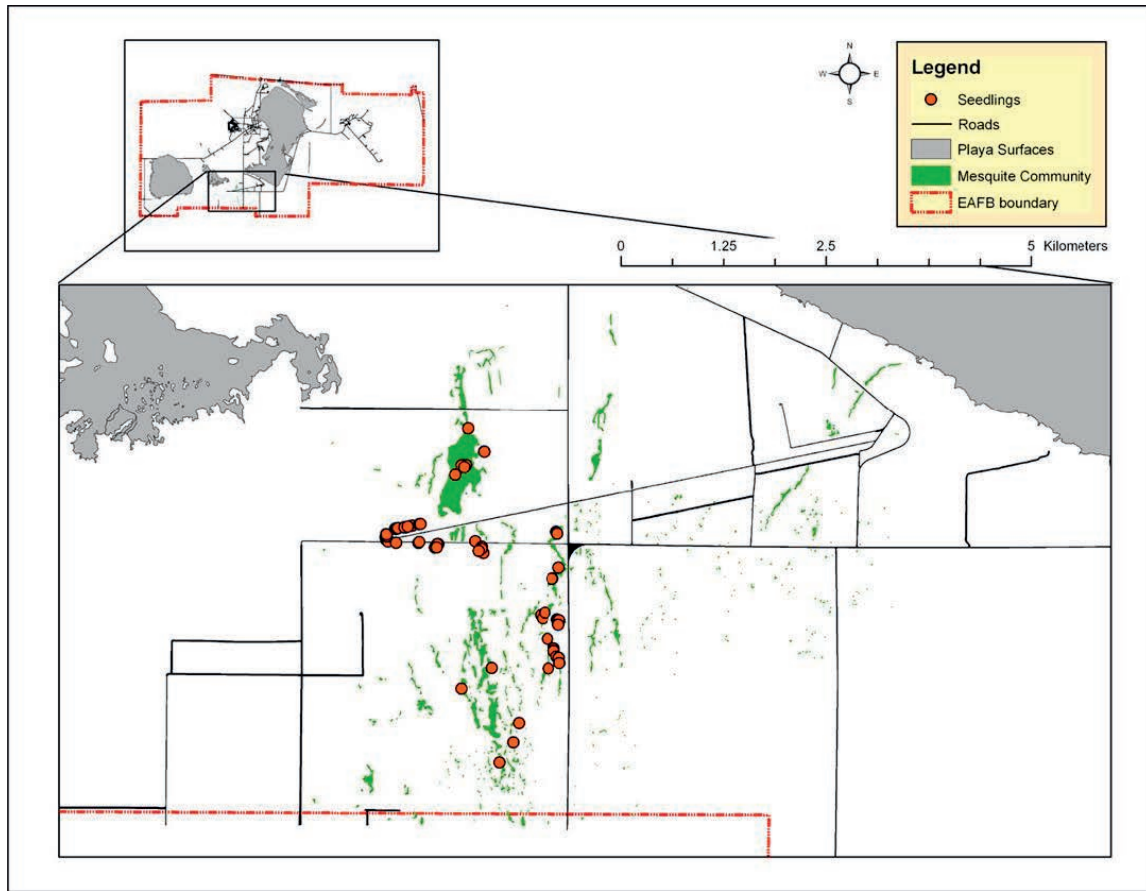 N
W E
S
Legend
Seedlings
Roads
Playa Surfaces
Mesquite Community
EAFB boundary
0 1.25 2.5 5 Kilometers